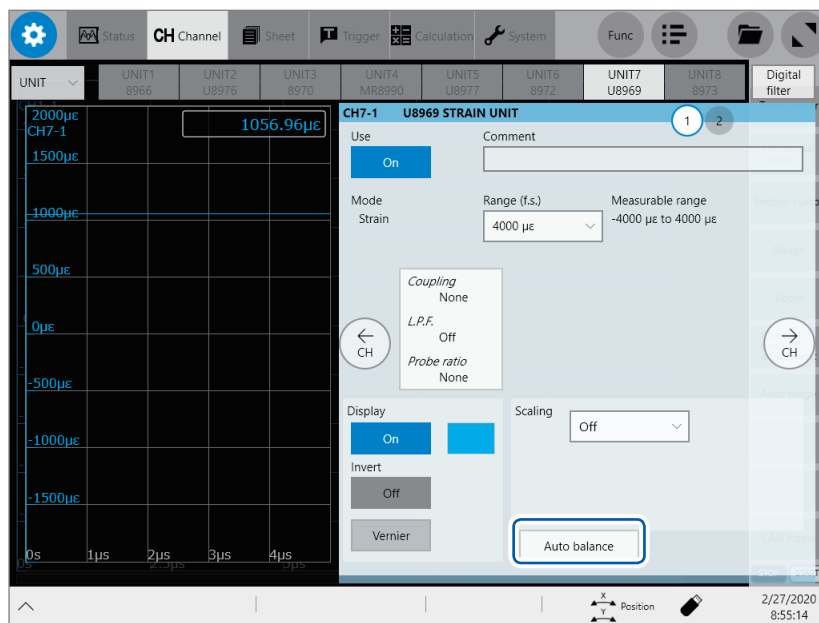 Status
CH Channel
Sheet
Trigger
Calculation
System
Func
UNIT
UNIT1
8966
UNIT2
U8976
UNIT3
8970
UNIT4
MR8990
UNIT5
U8977
UNIT6
8972
UNIT7
U8969
UNIT8
8973
Digital
filter
2000με
CH7-1
1056.96με
1500με
1000με
500με
0με
-500με
-1000με
-1500με
0s
1μs
2μs
3μs
4μs
CH7-1 U8969 STRAIN UNIT
1
2
Use
On
Comment
Mode
Strain
Range (f.s.)
4000 με
Measurable range
-4000 με to 4000 με
Coupling
None
L.P.F.
Off
Probe ratio
None
←
CH
→
CH
Display
On
Invert
Off
Vernier
Scaling
Off
Auto balance
X
Y
Position
2/27/2020
8:55:14